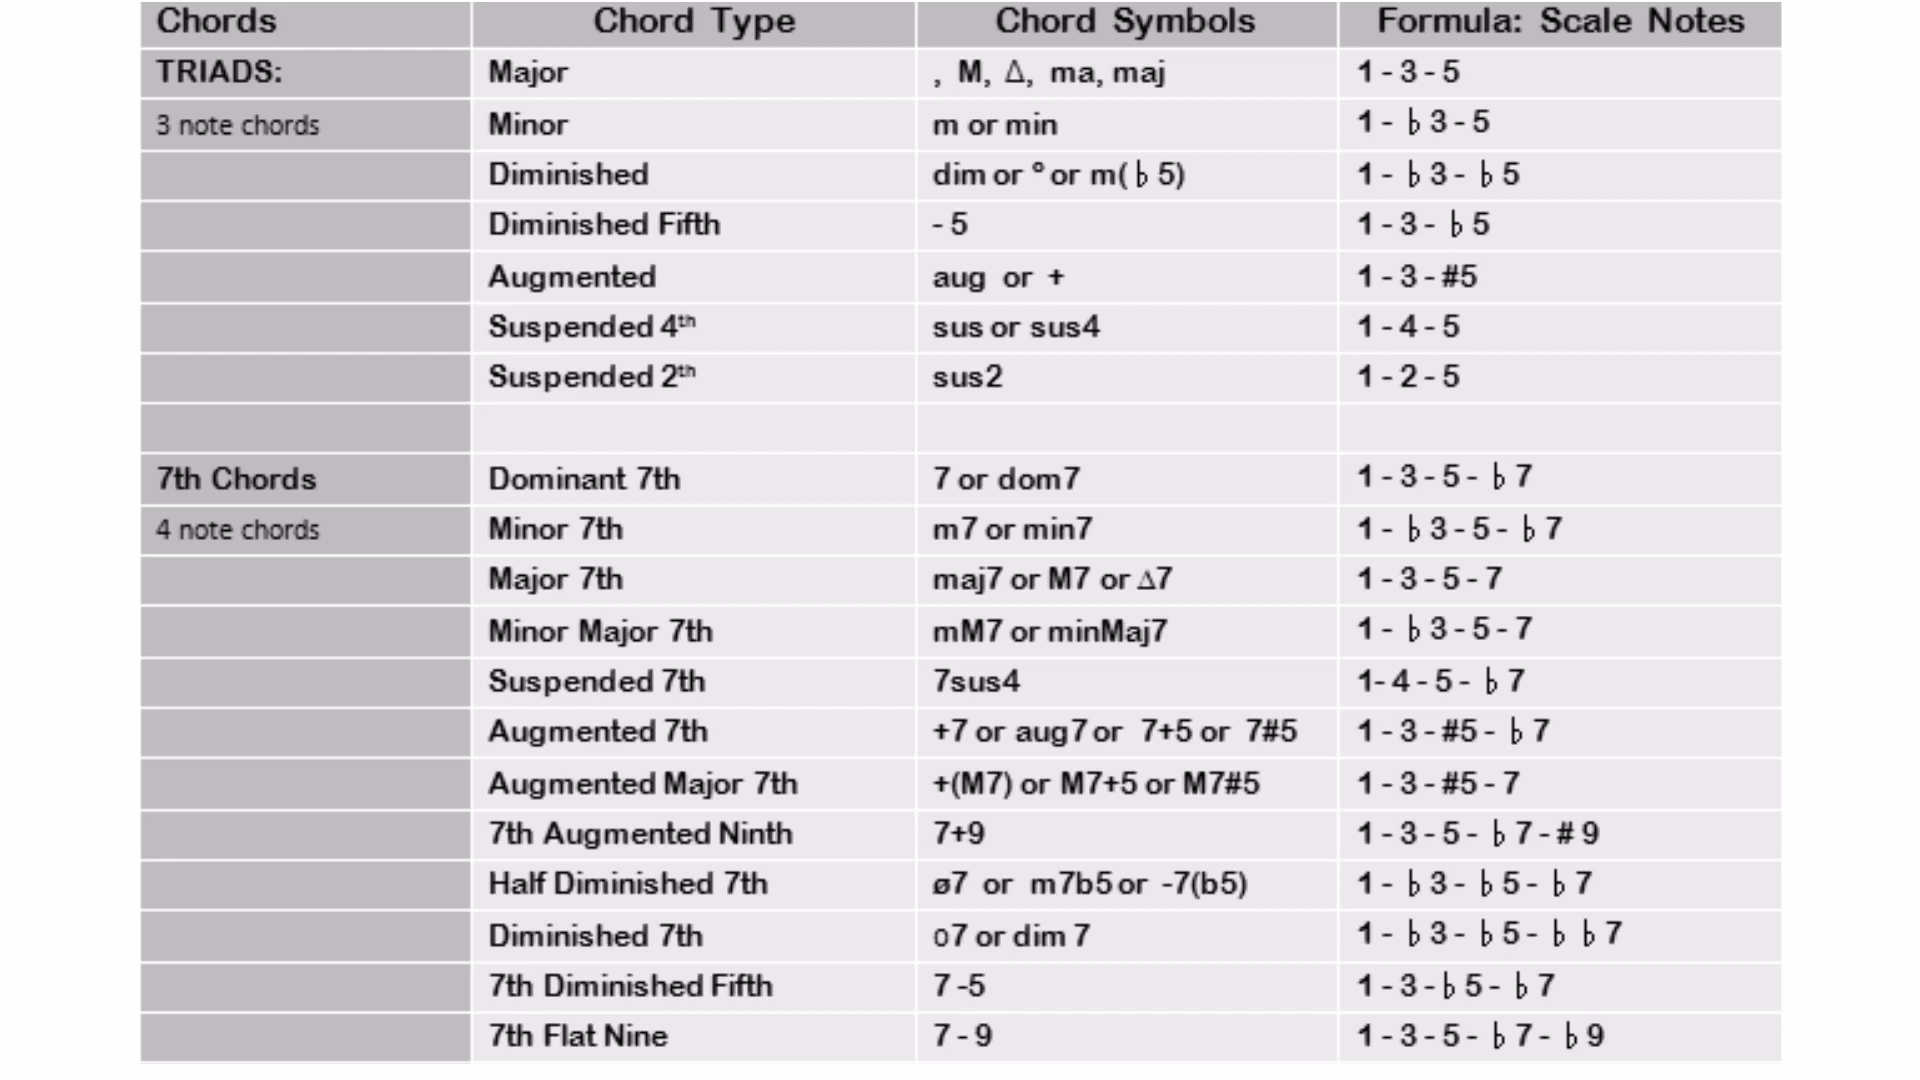 Chords Chord Type Chord Symbols Formula: Scale Notes
TRIADS: Major , M, Δ, ma, maj 1 - 3 - 5
3 note chords Minor m or min 1 - ♭3 - 5
Diminished dim or º or m(♭5) 1 - ♭3 - ♭5
Diminished Fifth - 5 1 - 3 - ♭5
Augmented aug or + 1 - 3 - #5
Suspended 4th sus or sus4 1 - 4 - 5
Suspended 2th sus2 1 - 2 - 5
7th Chords Dominant 7th 7 or dom7 1 - 3 - 5 - ♭7
4 note chords Minor 7th m7 or min7 1 - ♭3 - 5 - ♭7
Major 7th maj7 or M7 or Δ7 1 - 3 - 5 - 7
Minor Major 7th mM7 or minMaj7 1 - ♭3 - 5 - 7
Suspended 7th 7sus4 1- 4 - 5 - ♭7
Augmented 7th +7 or aug7 or 7+5 or 7#5 1 - 3 - #5 - ♭7
Augmented Major 7th +(M7) or M7+5 or M7#5 1 - 3 - #5 - 7
7th Augmented Ninth 7+9 1 - 3 - 5 - ♭7 - # 9
Half Diminished 7th ø7 or m7b5 or -7(b5) 1 - ♭3 - ♭5 - ♭7
Diminished 7th o7 or dim 7 1 - ♭3 - ♭5 - ♭♭7
7th Diminished Fifth 7 -5 1 - 3 -♭5 - ♭7
7th Flat Nine 7 - 9 1 - 3 - 5 - ♭7 - ♭9